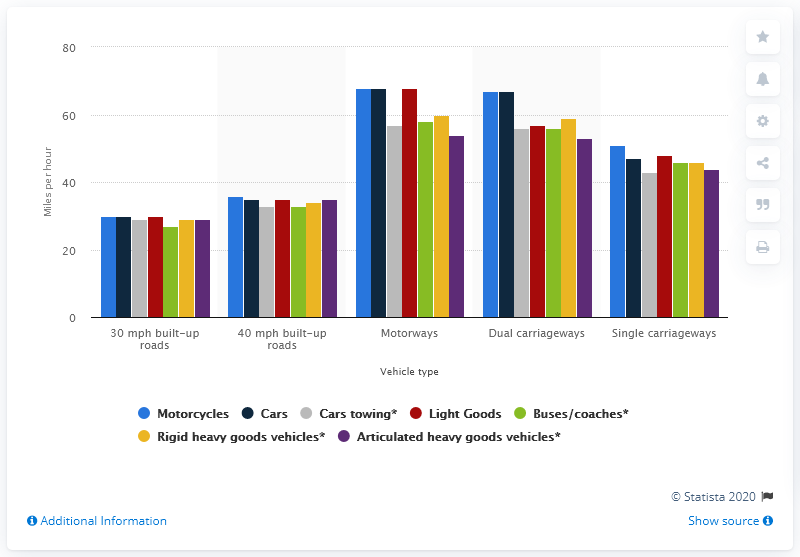 80
60
40
20
0
Miles per hour
30 mph built-up
roads
40 mph built-up
roads
Motorways
Dual carriageways
Single carriageways
Vehicle type
Motorcycles Cars Cars towing* Light Goods Buses/coaches*
Rigid heavy goods vehicles* Articulated heavy goods vehicles*
© Statista 2020
Additional Information
Show source